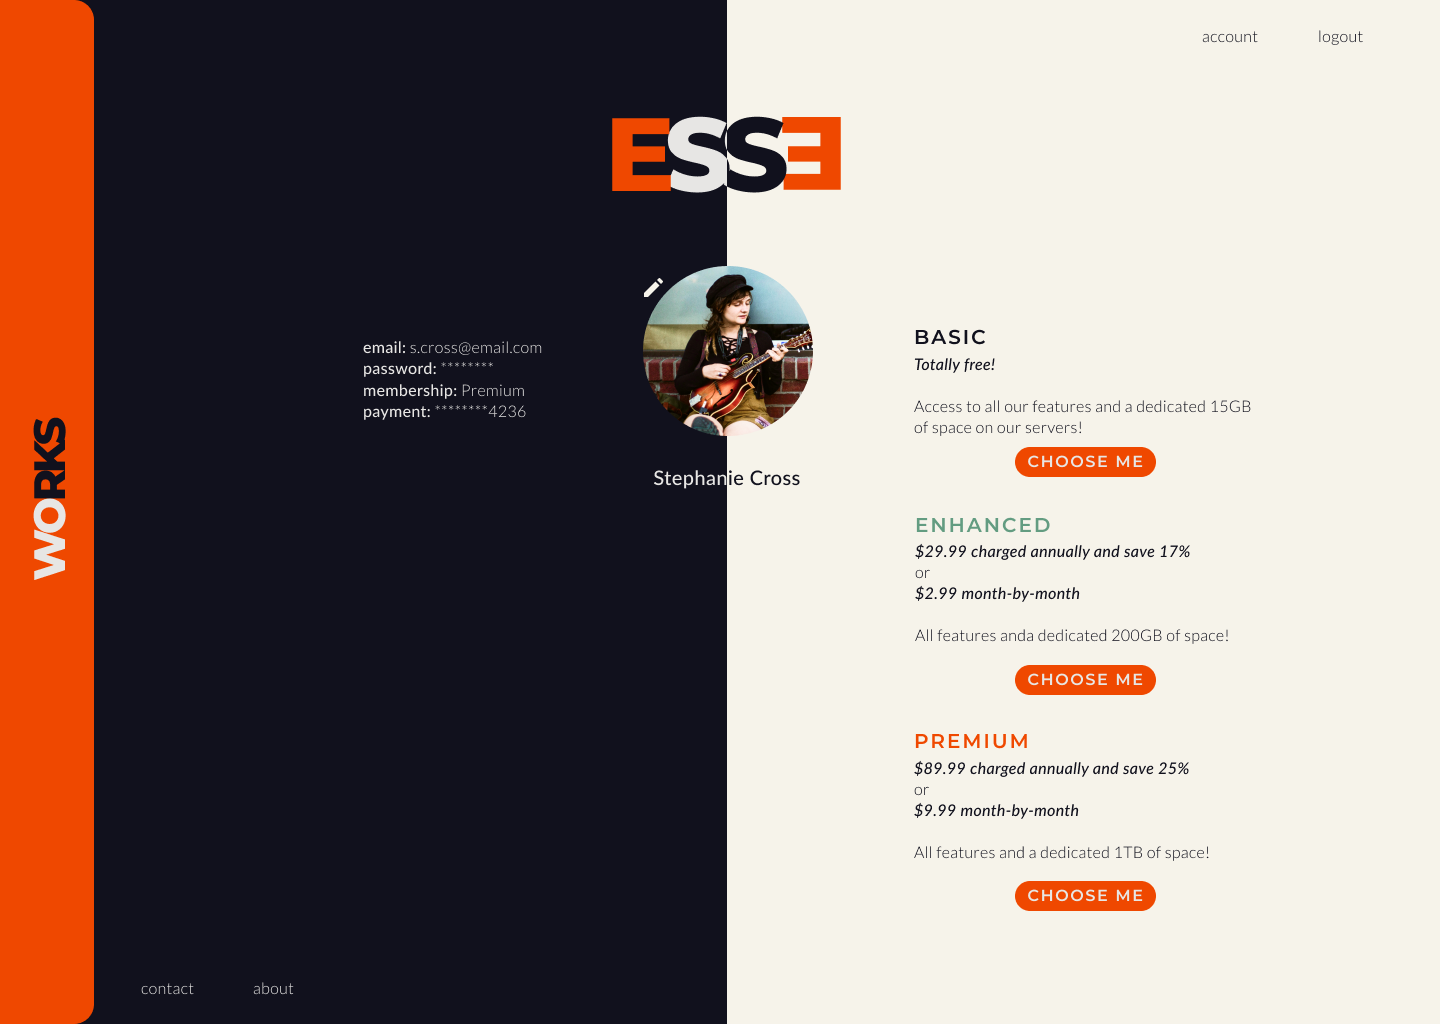 account logout
ESSE
email: s.cross@email.com
password: ********
membership: Premium
payment: ********4236
Stephanie Cross
WORKS
BASIC
Totally free!
Access to all our features and a dedicated 15GB
of space on our servers!
CHOOSE ME
ENHANCED
$29.99 charged annually and save 17%
or
$2.99 month-by-month
All features anda dedicated 200GB of space!
CHOOSE ME
PREMIUM
$89.99 charged annually and save 25%
or
$9.99 month-by-month
All features and a dedicated 1TB of space!
CHOOSE ME
contact about